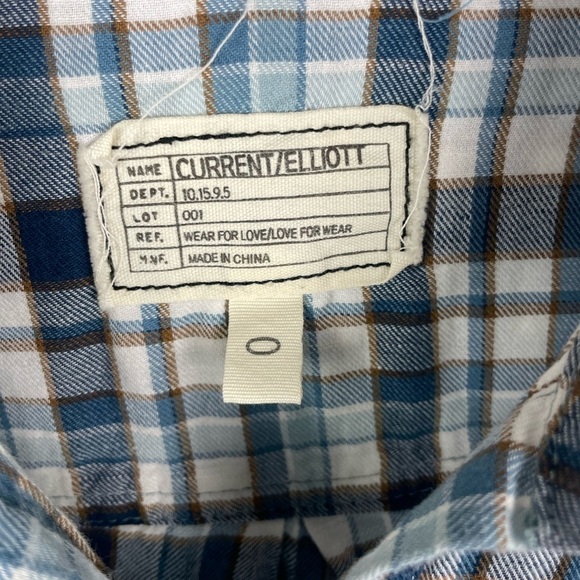 NAME CURRENT/ELLIOTT
DEPT. 10.15.9.5
LOT 001
REF. WEAR FOR LOVE/LOVE FOR WEAR
MNF. MADE IN CHINA
0